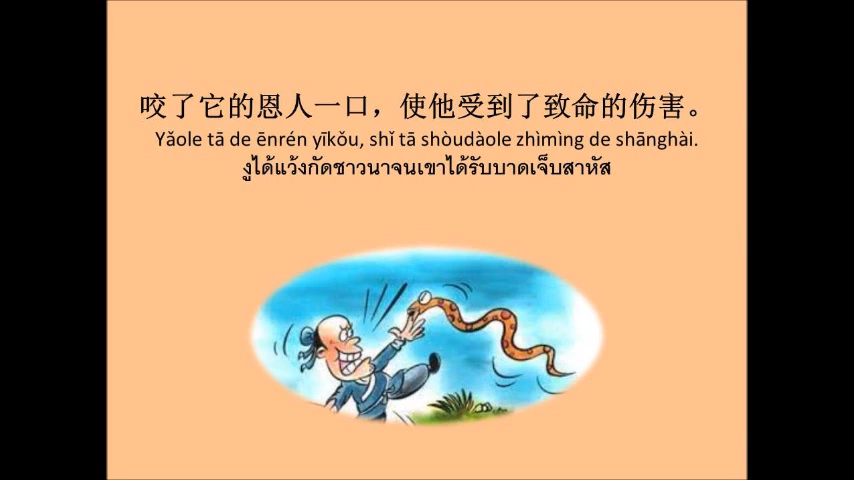 咬了它的恩人一口，使他受到了致命的伤害。
Yǎole tā de ēnrén yīkǒu, shǐ tā shòudàole zhìmìng de shānghài.
งูได้แว้งกัดชาวนาจนเขาได้รับบาดเจ็บสาหัส